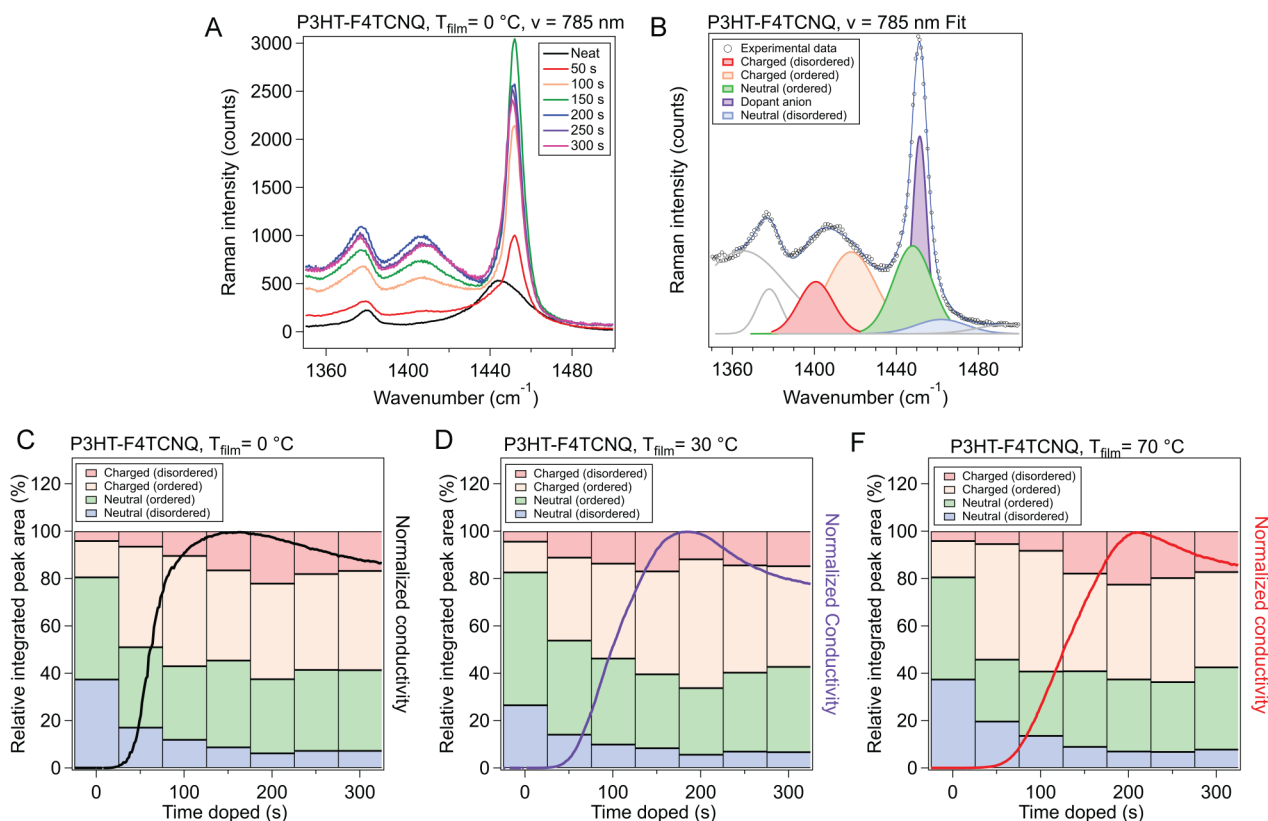 A
P3HT-F4TCNQ, Tfilm= 0 °C, ν = 785 nm
Raman intensity (counts)
3000
2500
2000
1500
1000
500
0
Neat
50 s
100 s
150 s
200 s
250 s
300 s
1360
1400
1440
1480
Wavenumber (cm-1)
B
P3HT-F4TCNQ, ν = 785 nm Fit
Raman intensity (counts)
Experimental data
Charged (disordered)
Charged (ordered)
Neutral (ordered)
Dopant anion
Neutral (disordered)
1360
1400
1440
1480
Wavenumber (cm-1)
C
P3HT-F4TCNQ, Tfilm= 0 °C
Relative integrated peak area (%)
Charged (disordered)
Charged (ordered)
Neutral (ordered)
Neutral (disordered)
120
100
80
60
40
20
0
Normalized conductivity
0
100
200
300
Time doped (s)
D
P3HT-F4TCNQ, Tfilm= 30 °C
Relative integrated peak area (%)
Charged (disordered)
Charged (ordered)
Neutral (ordered)
Neutral (disordered)
120
100
80
60
40
20
0
Normalized Conductivity
0
100
200
300
Time doped (s)
F
P3HT-F4TCNQ, Tfilm= 70 °C
Relative integrated peak area (%)
Charged (disordered)
Charged (ordered)
Neutral (ordered)
Neutral (disordered)
120
100
80
60
40
20
0
Normalized conductivity
0
100
200
300
Time doped (s)